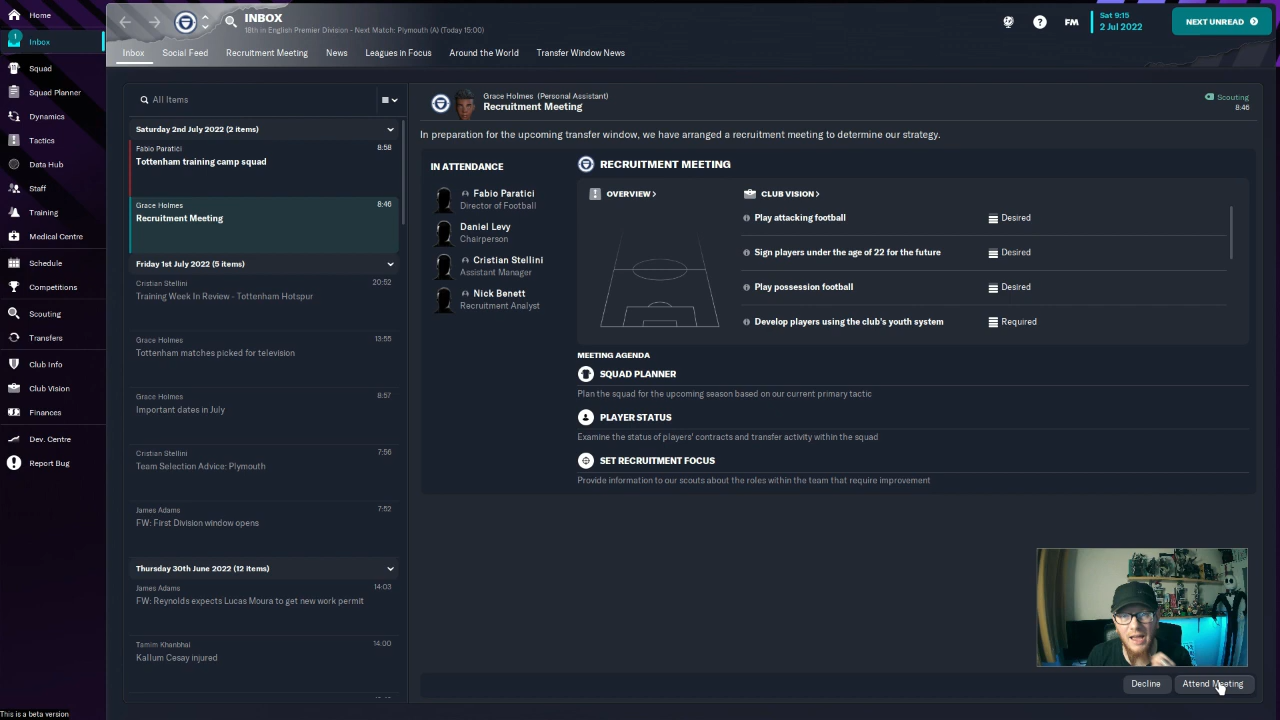 Home
1
Inbox
Squad
Squad Planner
Dynamics
Tactics
Data Hub
Staff
Training
Medical Centre
Schedule
Competitions
Scouting
Transfers
Club Info
Club Vision
Finances
Dev. Centre
Report Bug
This is a beta version
INBOX
18th in English Premier Division - Next Match: Plymouth (A) (Today 15:00)
?
FM
Sat 9:15
2 Jul 2022
NEXT UNREAD
Inbox
Social Feed
Recruitment Meeting
News
Leagues in Focus
Around the World
Transfer Window News
All Items
Saturday 2nd July 2022 (2 items)
Fabio Paratici 8:58
Tottenham training camp squad
Grace Holmes 8:46
Recruitment Meeting
Friday 1st July 2022 (5 items)
Cristian Stellini 20:52
Training Week In Review - Tottenham Hotspur
Grace Holmes 13:55
Tottenham matches picked for television
Grace Holmes 8:57
Important dates in July
Cristian Stellini 7:56
Team Selection Advice: Plymouth
James Adams 7:52
FW: First Division window opens
Thursday 30th June 2022 (12 items)
James Adams 14:03
FW: Reynolds expects Lucas Moura to get new work permit
Tamim Khanbhai 14:00
Kallum Cesay injured
Grace Holmes (Personal Assistant)
Recruitment Meeting
Scouting
8:46
In preparation for the upcoming transfer window, we have arranged a recruitment meeting to determine our strategy.
IN ATTENDANCE
Fabio Paratici
Director of Football
Daniel Levy
Chairperson
Cristian Stellini
Assistant Manager
Nick Benett
Recruitment Analyst
RECRUITMENT MEETING
OVERVIEW >
CLUB VISION >
Play attacking football Desired
Sign players under the age of 22 for the future Desired
Play possession football Desired
Develop players using the club's youth system Required
MEETING AGENDA
SQUAD PLANNER
Plan the squad for the upcoming season based on our current primary tactic
PLAYER STATUS
Examine the status of players' contracts and transfer activity within the squad
SET RECRUITMENT FOCUS
Provide information to our scouts about the roles within the team that require improvement
Decline
Attend Meeting